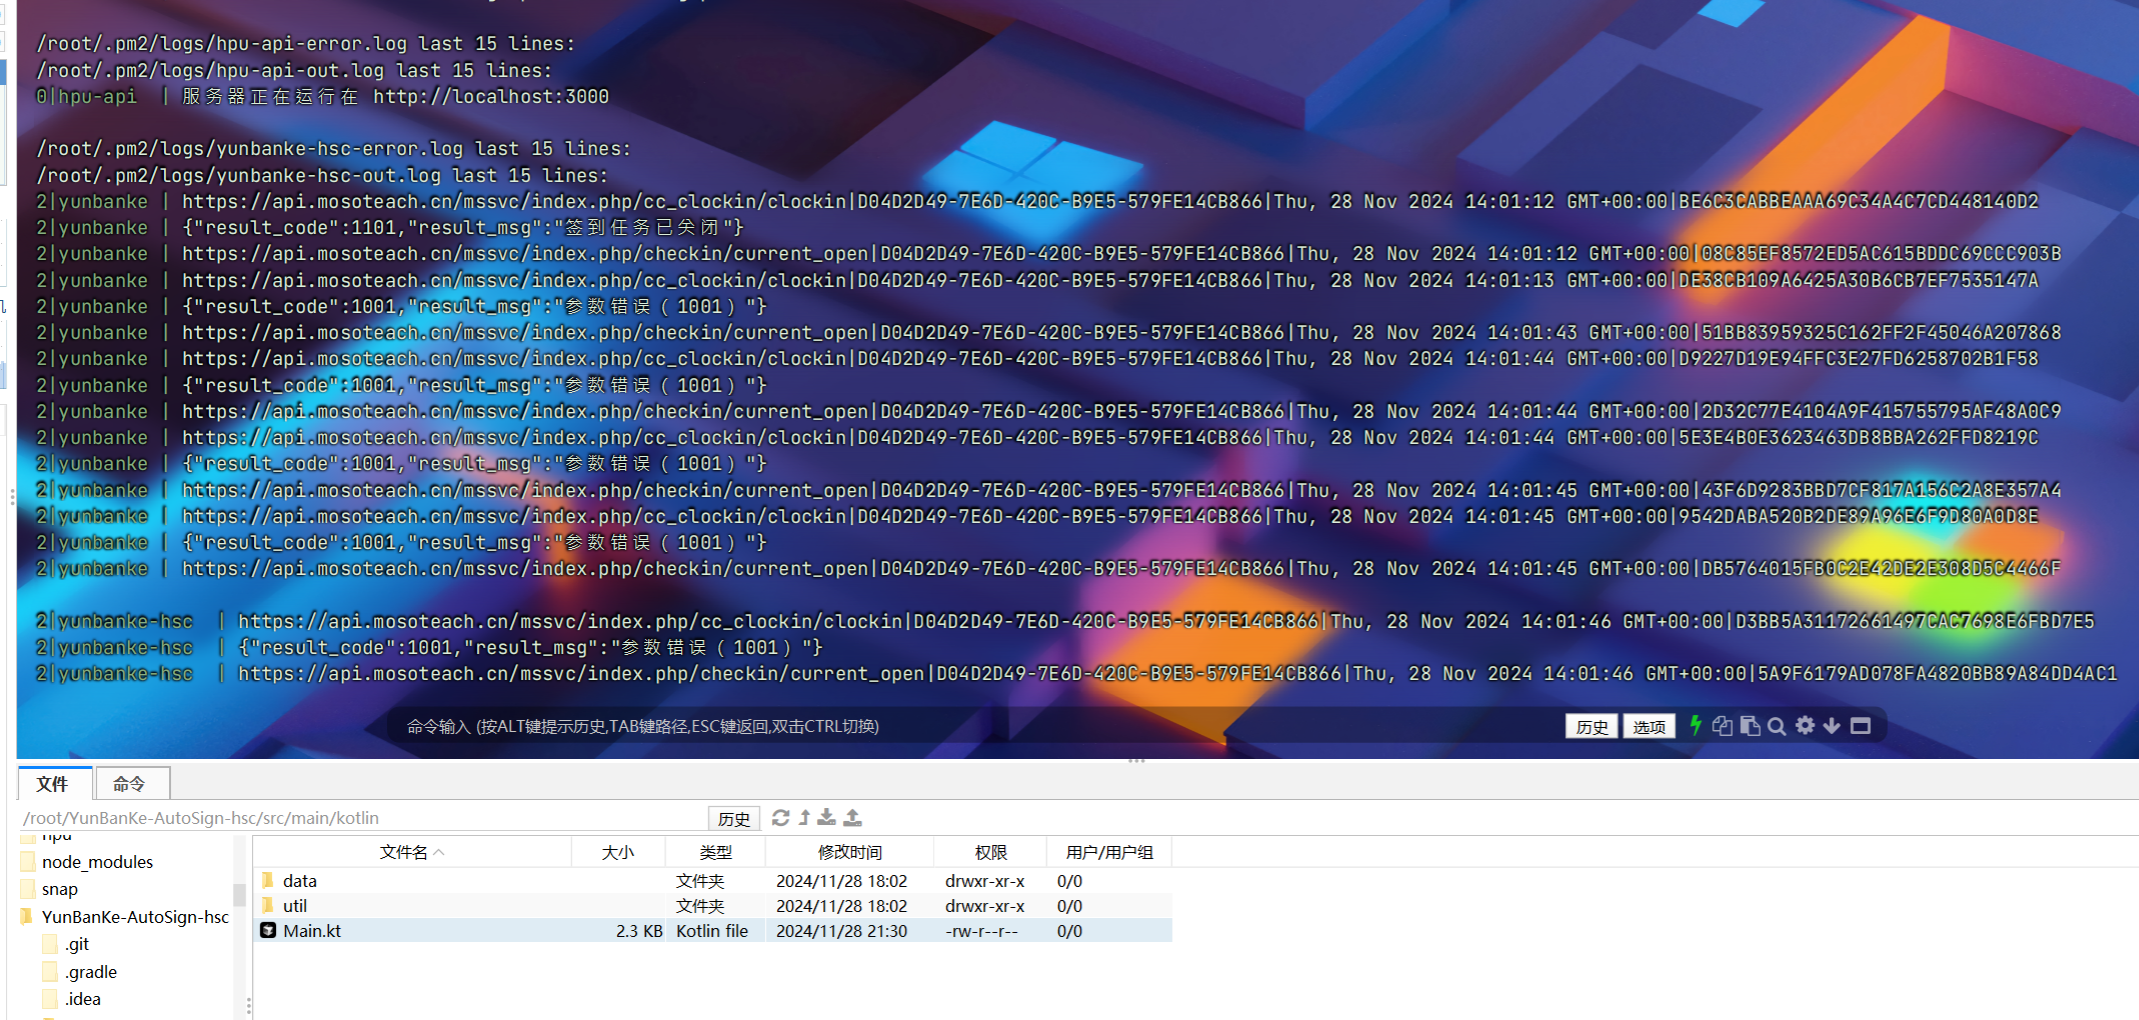 /root/.pm2/logs/hpu-api-error.log last 15 lines:
/root/.pm2/logs/hpu-api-out.log last 15 lines:
0|hpu-api  | 服务器正在运行在 http://localhost:3000
/root/.pm2/logs/yunbanke-hsc-error.log last 15 lines:
/root/.pm2/logs/yunbanke-hsc-out.log last 15 lines:
2|yunbanke | https://api.mosoteach.cn/mssvc/index.php/cc_clockin/clockin|D04D2D49-7E6D-420C-B9E5-579FE14CB866|Thu, 28 Nov 2024 14:01:12 GMT+00:00|BE6C3CABBEAAA69C34A4C7CD448140D2
2|yunbanke | {"result_code":1101,"result_msg":"签到任务已关闭"}
2|yunbanke | https://api.mosoteach.cn/mssvc/index.php/checkin/current_open|D04D2D49-7E6D-420C-B9E5-579FE14CB866|Thu, 28 Nov 2024 14:01:12 GMT+00:00|08C85EF8572ED5AC615BDDC69CCC903B
2|yunbanke | https://api.mosoteach.cn/mssvc/index.php/cc_clockin/clockin|D04D2D49-7E6D-420C-B9E5-579FE14CB866|Thu, 28 Nov 2024 14:01:13 GMT+00:00|DE38CB109A6425A30B6CB7EF7535147A
2|yunbanke | {"result_code":1001,"result_msg":"参数错误（1001）"}
2|yunbanke | https://api.mosoteach.cn/mssvc/index.php/checkin/current_open|D04D2D49-7E6D-420C-B9E5-579FE14CB866|Thu, 28 Nov 2024 14:01:43 GMT+00:00|51BB83959325C162FF2F45046A207868
2|yunbanke | https://api.mosoteach.cn/mssvc/index.php/cc_clockin/clockin|D04D2D49-7E6D-420C-B9E5-579FE14CB866|Thu, 28 Nov 2024 14:01:44 GMT+00:00|D9227D19E94FFC3E27FD6258702B1F58
2|yunbanke | {"result_code":1001,"result_msg":"参数错误（1001）"}
2|yunbanke | https://api.mosoteach.cn/mssvc/index.php/checkin/current_open|D04D2D49-7E6D-420C-B9E5-579FE14CB866|Thu, 28 Nov 2024 14:01:44 GMT+00:00|2D32C77E4104A9F415755795AF48A0C9
2|yunbanke | https://api.mosoteach.cn/mssvc/index.php/cc_clockin/clockin|D04D2D49-7E6D-420C-B9E5-579FE14CB866|Thu, 28 Nov 2024 14:01:44 GMT+00:00|5E3E4B0E3623463DB8BBA262FFD8219C
2|yunbanke | {"result_code":1001,"result_msg":"参数错误（1001）"}
2|yunbanke | https://api.mosoteach.cn/mssvc/index.php/checkin/current_open|D04D2D49-7E6D-420C-B9E5-579FE14CB866|Thu, 28 Nov 2024 14:01:45 GMT+00:00|43F6D9283BBD7CF817A156C2A8E357A4
2|yunbanke | https://api.mosoteach.cn/mssvc/index.php/cc_clockin/clockin|D04D2D49-7E6D-420C-B9E5-579FE14CB866|Thu, 28 Nov 2024 14:01:45 GMT+00:00|9542DABA520B2DE89A96E6F9D80A0D8E
2|yunbanke | {"result_code":1001,"result_msg":"参数错误（1001）"}
2|yunbanke | https://api.mosoteach.cn/mssvc/index.php/checkin/current_open|D04D2D49-7E6D-420C-B9E5-579FE14CB866|Thu, 28 Nov 2024 14:01:45 GMT+00:00|DB5764015FB0C2E42DE2E308D5C4466F
2|yunbanke-hsc  | https://api.mosoteach.cn/mssvc/index.php/cc_clockin/clockin|D04D2D49-7E6D-420C-B9E5-579FE14CB866|Thu, 28 Nov 2024 14:01:46 GMT+00:00|D3BB5A31172661497CAC7698E6FBD7E5
2|yunbanke-hsc  | {"result_code":1001,"result_msg":"参数错误（1001）"}
2|yunbanke-hsc  | https://api.mosoteach.cn/mssvc/index.php/checkin/current_open|D04D2D49-7E6D-420C-B9E5-579FE14CB866|Thu, 28 Nov 2024 14:01:46 GMT+00:00|5A9F6179AD078FA4820BB89A84DD4AC1
命令输入 (按ALT键提示历史,TAB键路径,ESC键返回,双击CTRL切换) 历史 选项
文件 命令
/root/YunBanKe-AutoSign-hsc/src/main/kotlin 历史
hpu
node_modules
snap
YunBanKe-AutoSign-hsc
.git
.gradle
.idea
文件名 大小 类型 修改时间 权限 用户/用户组
data 文件夹 2024/11/28 18:02 drwxr-xr-x 0/0
util 文件夹 2024/11/28 18:02 drwxr-xr-x 0/0
Main.kt 2.3 KB Kotlin file 2024/11/28 21:30 -rw-r--r-- 0/0